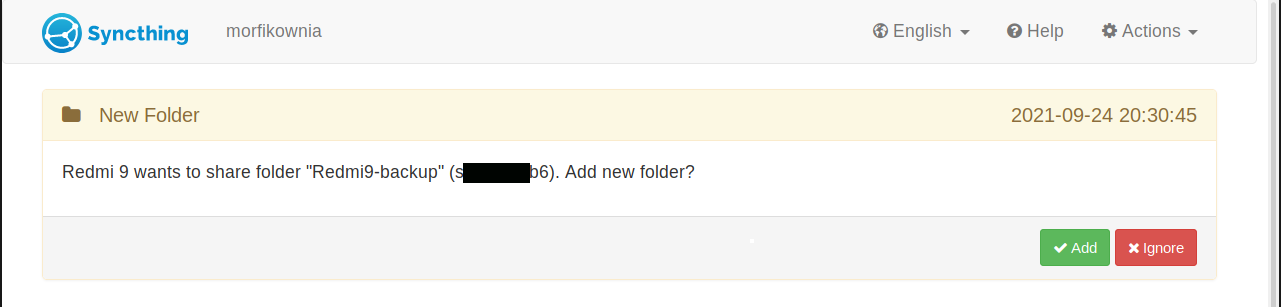 Syncthing morfikownia English Help Actions
New Folder 2021-09-24 20:30:45
Redmi 9 wants to share folder "Redmi9-backup" (s b6). Add new folder?
Add Ignore